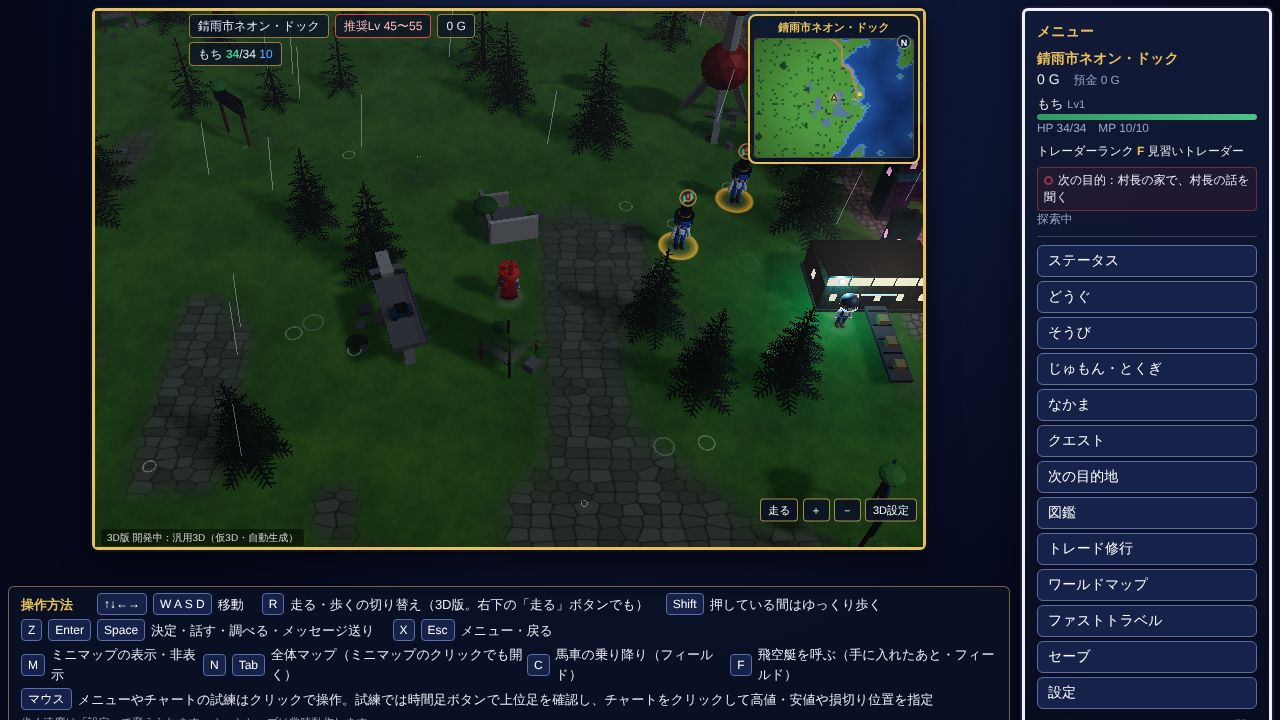 錆雨市ネオン・ドック
推奨Lv 45〜55
0 G
もち 34/34 10
錆雨市ネオン・ドック
N
走る
+
−
3D設定
3D版 開発中：汎用3D（仮3D・自動生成）
メニュー
錆雨市ネオン・ドック
0 G 預金 0 G
もち Lv1
HP 34/34 MP 10/10
トレーダーランク F 見習いトレーダー
次の目的：村長の家で、村長の話を
聞く
探索中
ステータス
どうぐ
そうび
じゅもん・とくぎ
なかま
クエスト
次の目的地
図鑑
トレード修行
ワールドマップ
ファストトラベル
セーブ
設定
操作方法 ↑↓←→ W A S D 移動 R 走る・歩くの切り替え（3D版。右下の「走る」ボタンでも） Shift 押している間はゆっくり歩く
Z Enter Space 決定・話す・調べる・メッセージ送り X Esc メニュー・戻る
M ミニマップの表示・非表示 N Tab 全体マップ（ミニマップのクリックでも開く） C 馬車の乗り降り（フィールド） F 飛空艇を呼ぶ（手に入れたあと・フィールド）
マウス メニューやチャートの試練はクリックで操作。試練では時間足ボタンで上位足を確認し、チャートをクリックして高値・安値や損切り位置を指定